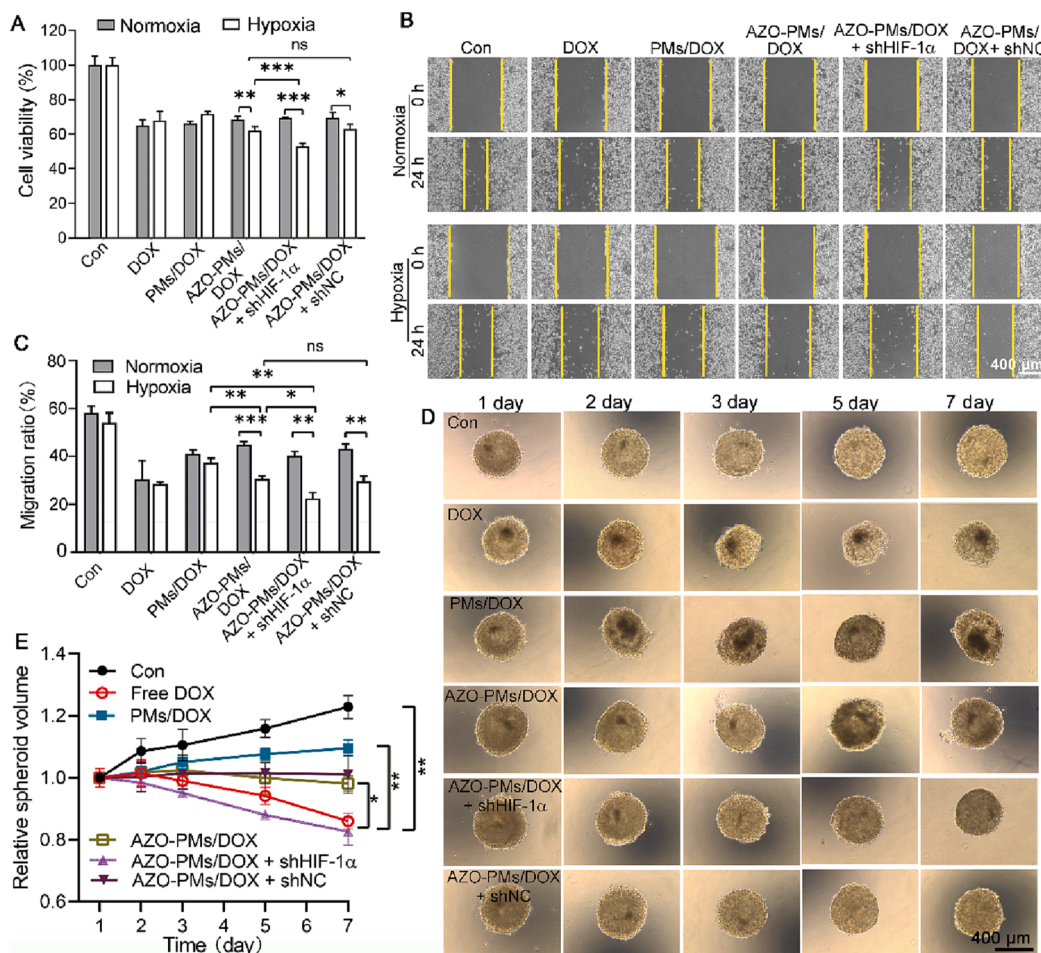 A
Normoxia
Hypoxia
ns
***
**
***
*
Cell viability (%)
120
100
80
60
40
20
0
Con
DOX
PMs/DOX
AZO-PMs/
DOX
AZO-PMs/DOX
+ shHIF-1α
AZO-PMs/DOX
+ shNC
B
Con
DOX
PMs/DOX
AZO-PMs/
DOX
AZO-PMs/DOX
+ shHIF-1α
AZO-PMs/
DOX+ shNC
Normoxia
0 h
24 h
Hypoxia
0 h
24 h
400 μm
C
Normoxia
Hypoxia
ns
**
**
*
***
**
**
Migration ratio (%)
80
60
40
20
0
Con
DOX
PMs/DOX
AZO-PMs/
DOX
AZO-PMs/DOX
+ shHIF-1α
AZO-PMs/DOX
+ shNC
D
1 day
2 day
3 day
5 day
7 day
Con
DOX
PMs/DOX
AZO-PMs/DOX
AZO-PMs/DOX
+ shHIF-1α
AZO-PMs/DOX
+ shNC
400 μm
E
Con
Free DOX
PMs/DOX
AZO-PMs/DOX
AZO-PMs/DOX + shHIF-1α
AZO-PMs/DOX + shNC
*
**
**
Relative spheroid volume
1.4
1.2
1.0
0.8
0.6
1
2
3
4
5
6
7
Time (day)